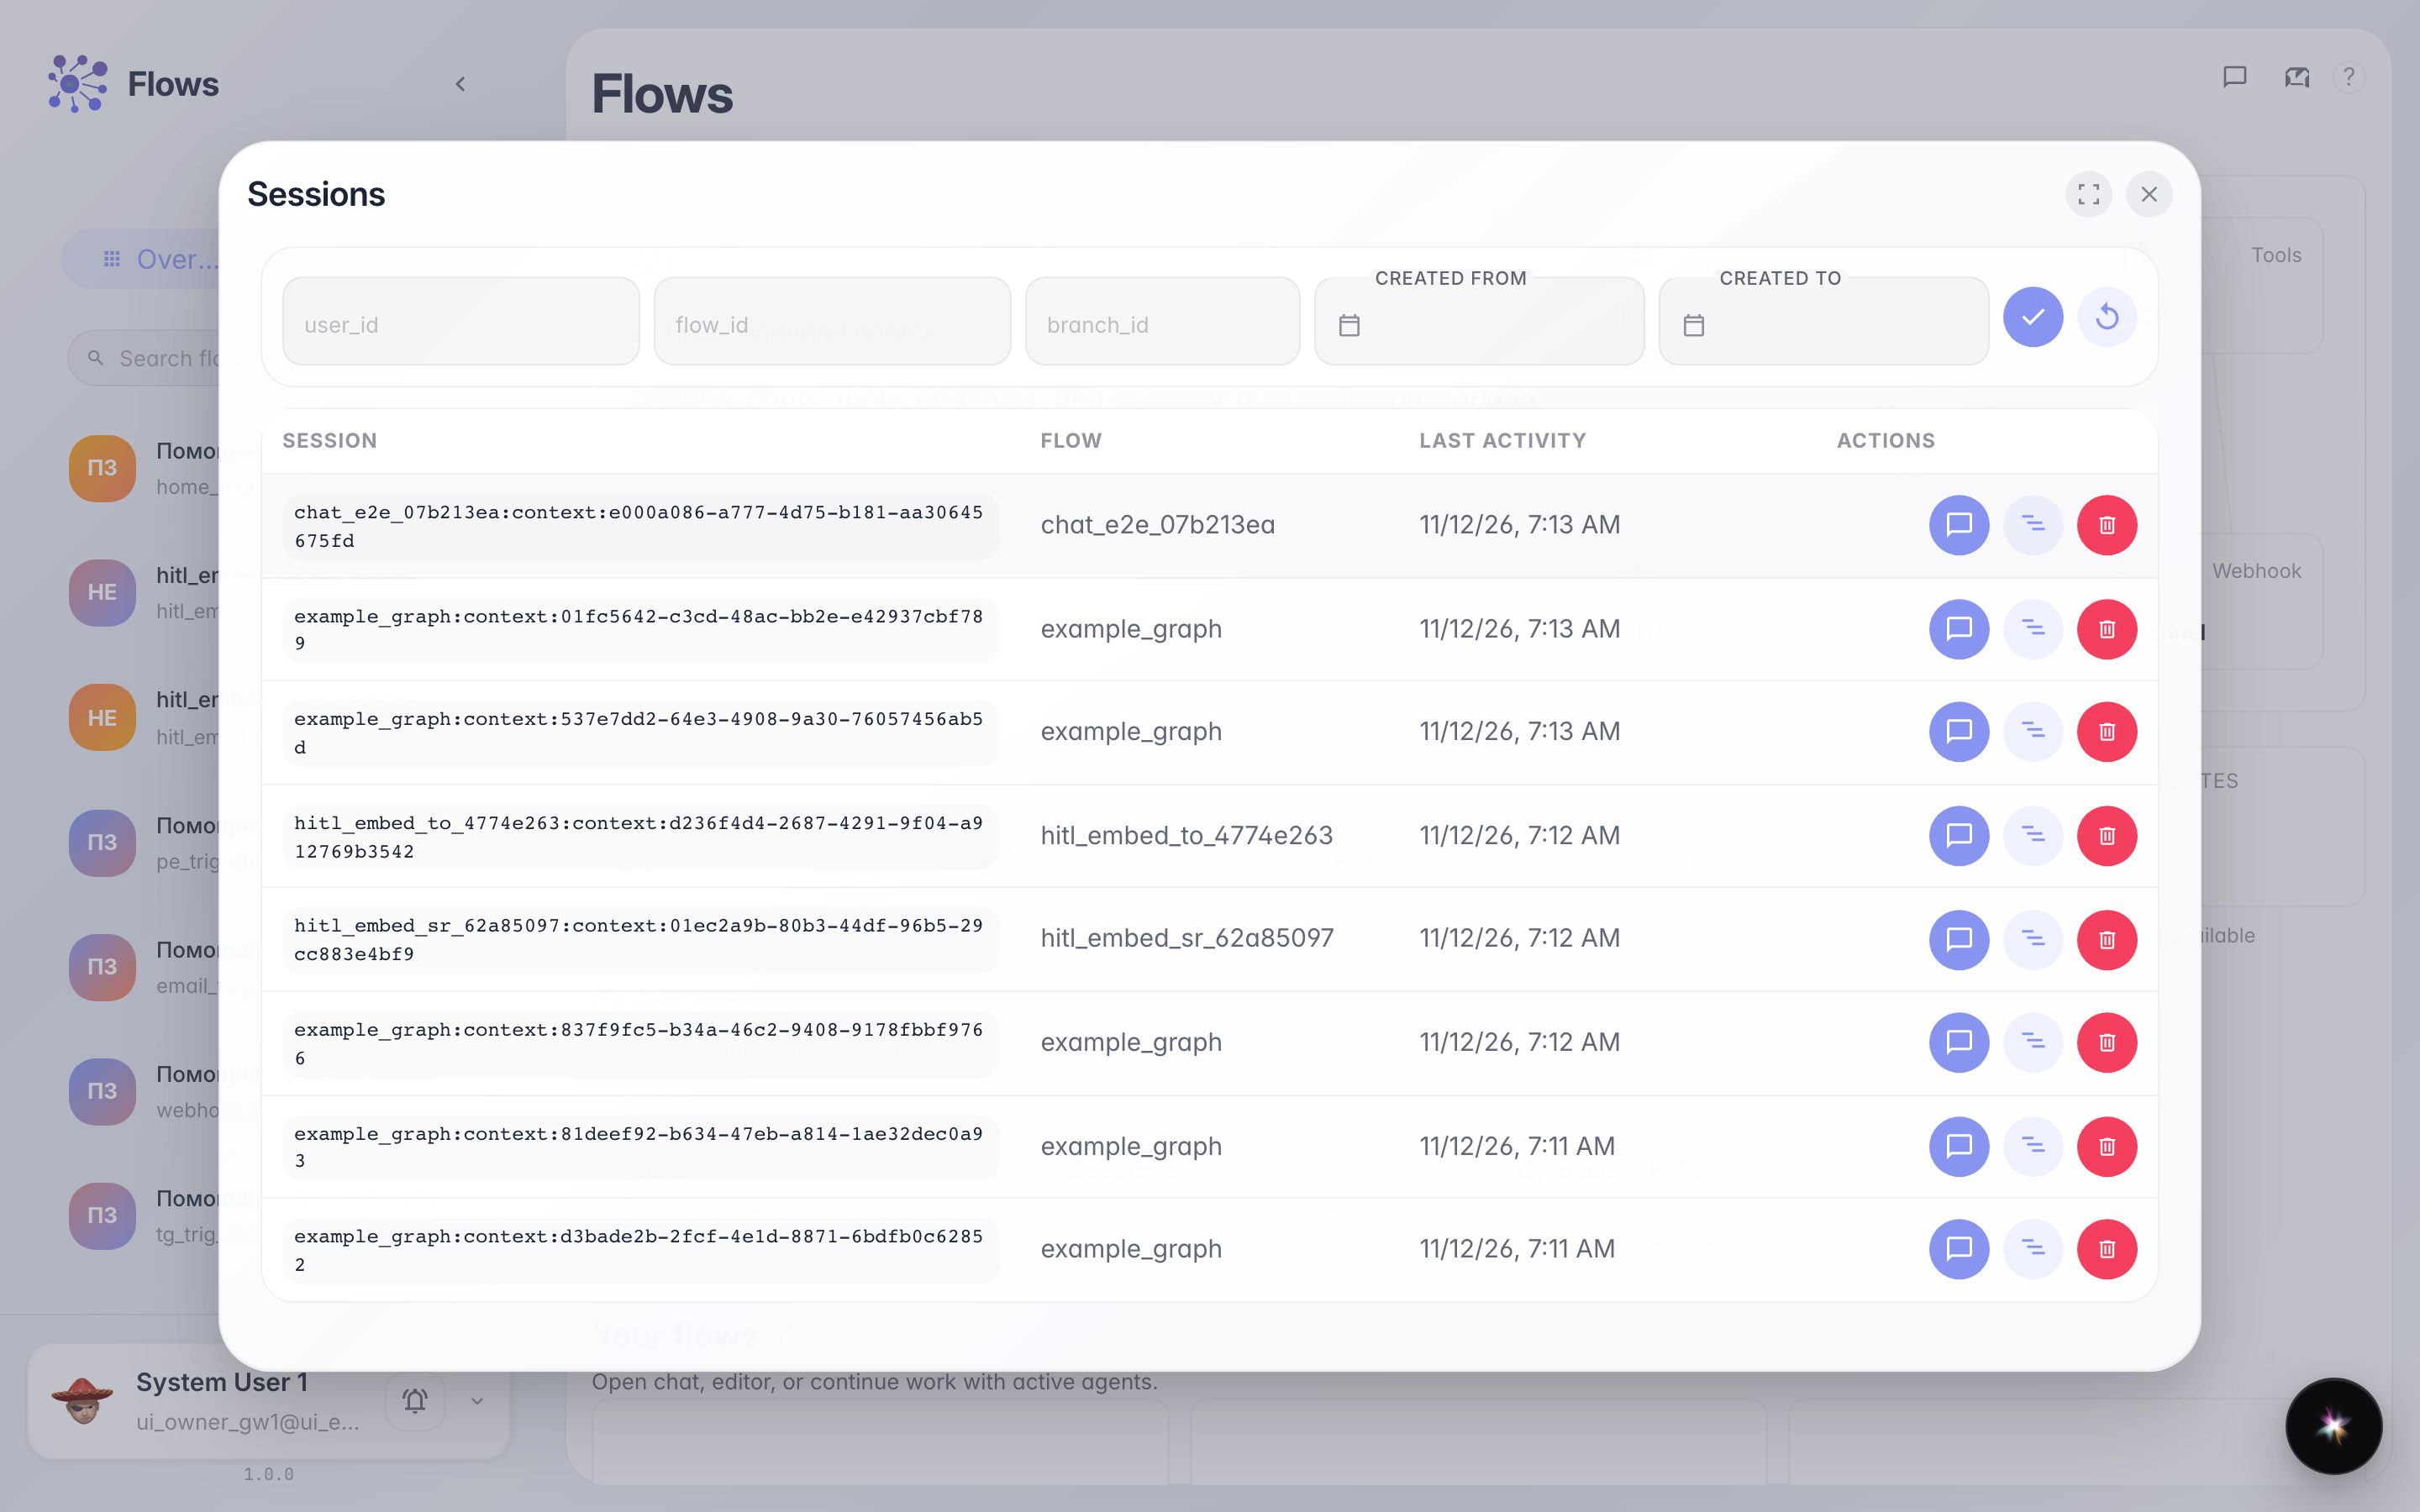 Flows
Flows
?
Sessions
Over...
Tools
CREATED FROM
CREATED TO
user_id
flow_id
branch_id
Search flo
SESSION
FLOW
LAST ACTIVITY
ACTIONS
ПЗ
Помо
home_
chat_e2e_07b213ea:context:e000a086-a777-4d75-b181-aa30645
675fd
chat_e2e_07b213ea
11/12/26, 7:13 AM
HE
hitl_em
hitl_em
Webhook
example_graph:context:01fc5642-c3cd-48ac-bb2e-e42937cbf78
9
example_graph
11/12/26, 7:13 AM
HE
hitl_em
hitl_em
example_graph:context:537e7dd2-64e3-4908-9a30-76057456ab5
d
example_graph
11/12/26, 7:13 AM
TES
ПЗ
Помо
pe_trig
hitl_embed_to_4774e263:context:d236f4d4-2687-4291-9f04-a9
12769b3542
hitl_embed_to_4774e263
11/12/26, 7:12 AM
ПЗ
Помо
email_
hitl_embed_sr_62a85097:context:01ec2a9b-80b3-44df-96b5-29
cc883e4bf9
hitl_embed_sr_62a85097
11/12/26, 7:12 AM
ilable
example_graph:context:837f9fc5-b34a-46c2-9408-9178fbbf976
6
example_graph
11/12/26, 7:12 AM
ПЗ
Помо
webho
example_graph:context:81deef92-b634-47eb-a814-1ae32dec0a9
3
example_graph
11/12/26, 7:11 AM
ПЗ
Помо
tg_trig
example_graph:context:d3bade2b-2fcf-4e1d-8871-6bdfb0c6285
2
example_graph
11/12/26, 7:11 AM
Your flows
Open chat, editor, or continue work with active agents.
System User 1
ui_owner_gw1@ui_e...
1.0.0